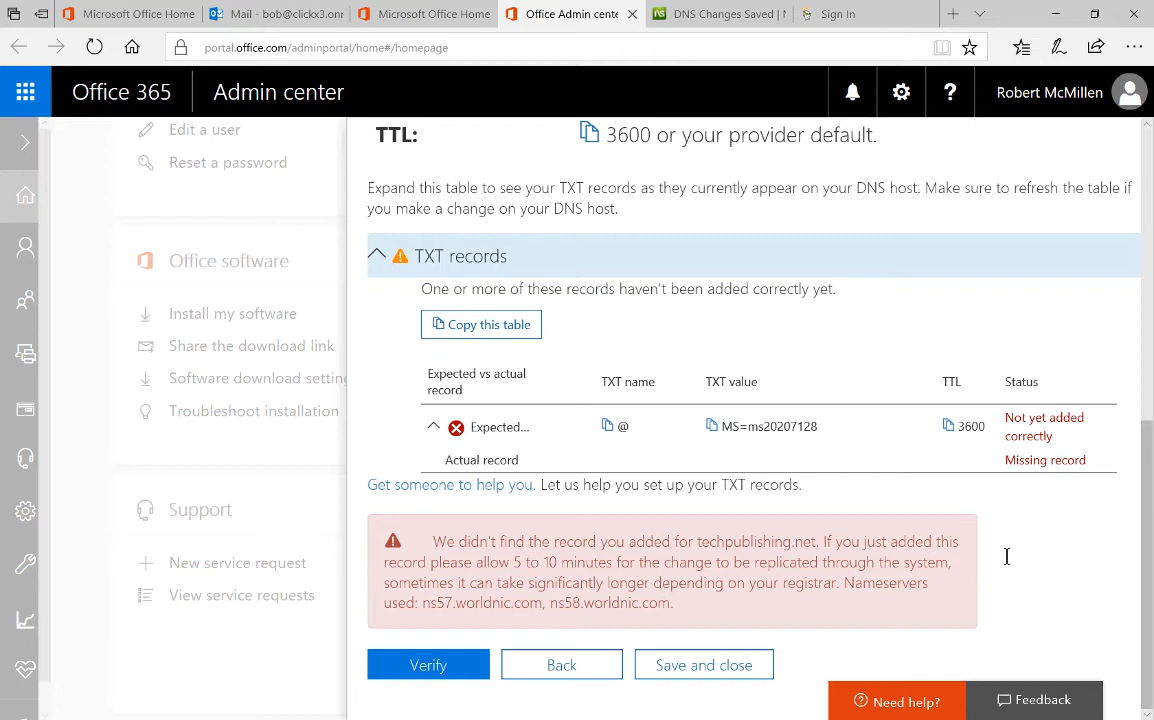 Microsoft Office Home
Mail - bob@clickx3.onr
Microsoft Office Home
Office Admin cente
DNS Changes Saved | N
Sign In
portal.office.com/adminportal/home#/homepage
Office 365
Admin center
?
Robert McMillen
Edit a user
Reset a password
Office software
Install my software
Share the download link
Software download setting
Troubleshoot installation
Support
New service request
View service requests
TTL:
3600 or your provider default.
Expand this table to see your TXT records as they currently appear on your DNS host. Make sure to refresh the table if
you make a change on your DNS host.
TXT records
One or more of these records haven't been added correctly yet.
Copy this table
Expected vs actual
record
TXT name
TXT value
TTL
Status
Expected...
@
MS=ms20207128
3600
Not yet added
correctly
Actual record
Missing record
Get someone to help you. Let us help you set up your TXT records.
We didn't find the record you added for techpublishing.net. If you just added this
record please allow 5 to 10 minutes for the change to be replicated through the system,
sometimes it can take significantly longer depending on your registrar. Nameservers
used: ns57.worldnic.com, ns58.worldnic.com.
Verify
Back
Save and close
Need help?
Feedback